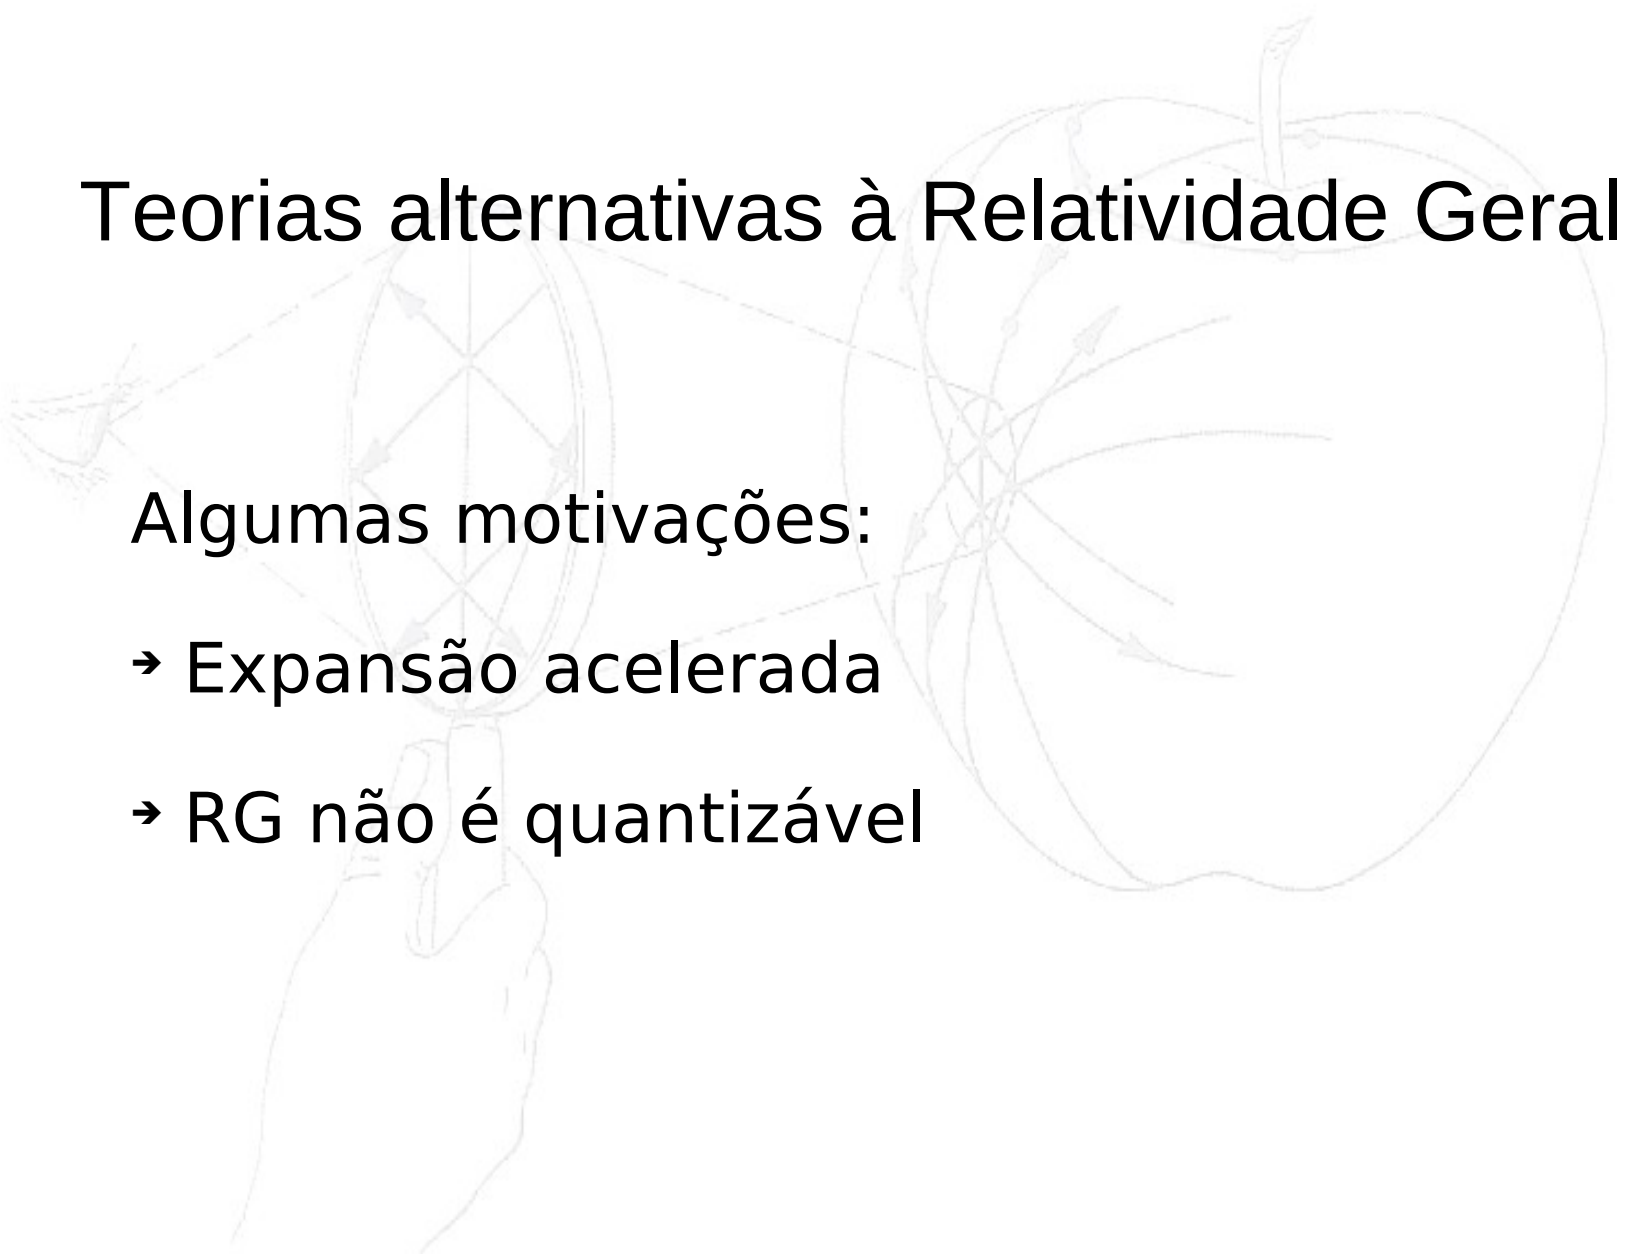 Teorias alternativas à Relatividade Geral
Algumas motivações:
➔ Expansão acelerada
➔ RG não é quantizável